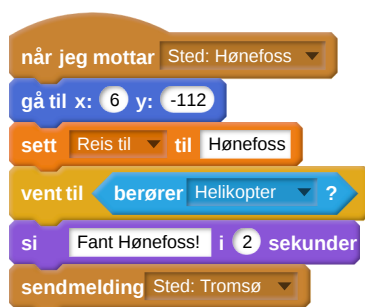 når jeg mottar Sted: Hønefoss
gå til x: 6 y: -112
sett Reis til til Hønefoss
vent til berører Helikopter ?
si Fant Hønefoss! i 2 sekunder
sendmelding Sted: Tromsø